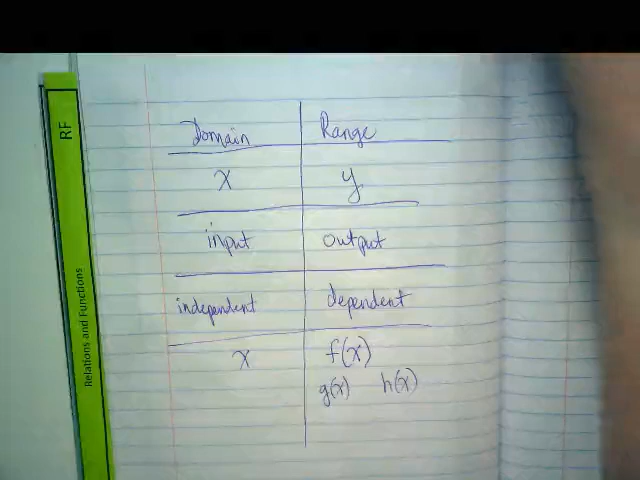 RF
Relations and Functions
Domain Range
x y
input output
independent dependent
x f(x)
g(x) h(x)